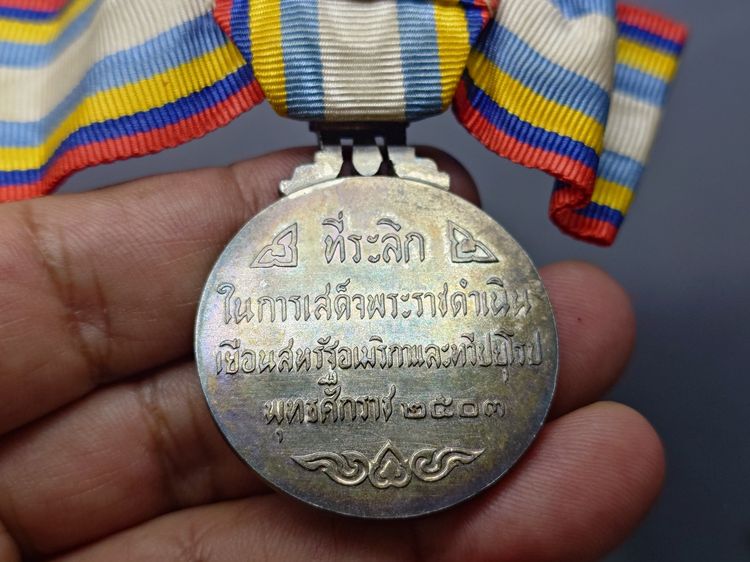 ที่ระลึก
ในการเสด็จพระราชดำเนิน
เยือนสหรัฐอเมริกาและทวีปยุโรป
พุทธศักราช ๒๕๐๓